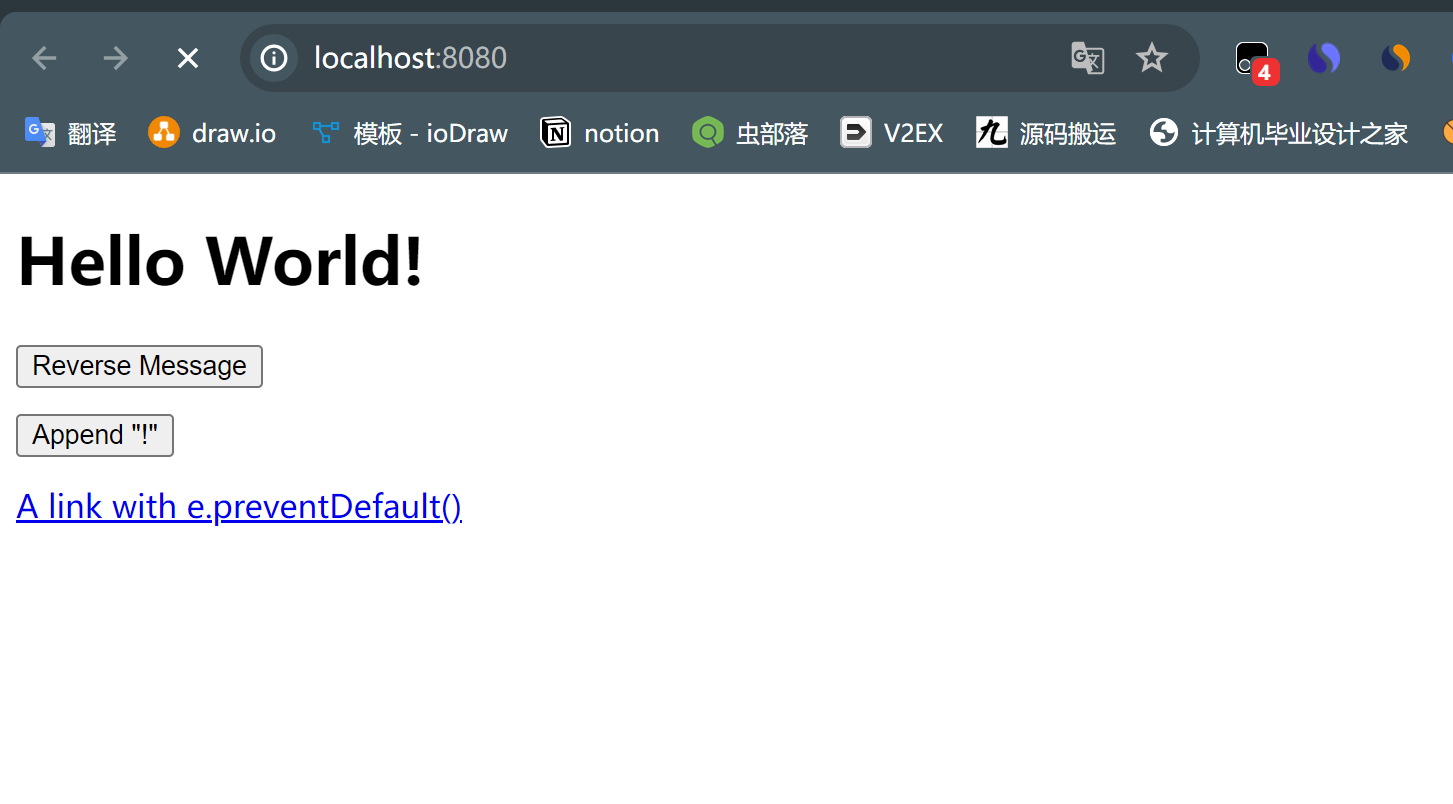 localhost:8080
4
翻译 draw.io 模板 - ioDraw notion 虫部落 V2EX 源码搬运 计算机毕业设计之家
Hello World!
Reverse Message
Append "!"
A link with e.preventDefault()